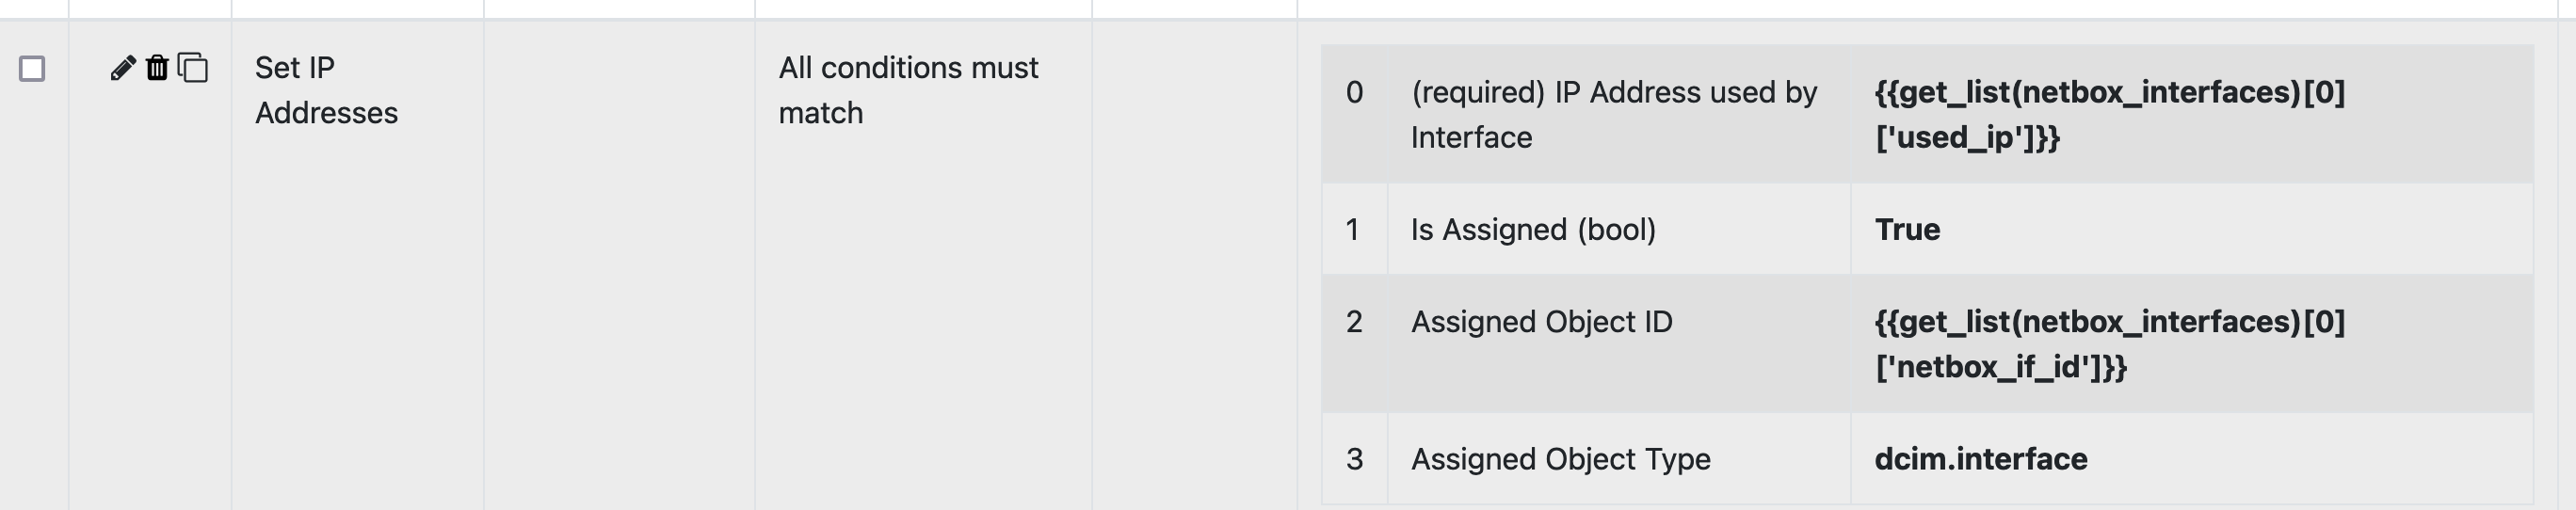 Set IP
Addresses
All conditions must
match
0
(required) IP Address used by
Interface
{{get_list(netbox_interfaces)[0]
['used_ip']}}
1
Is Assigned (bool)
True
2
Assigned Object ID
{{get_list(netbox_interfaces)[0]
['netbox_if_id']}}
3
Assigned Object Type
dcim.interface